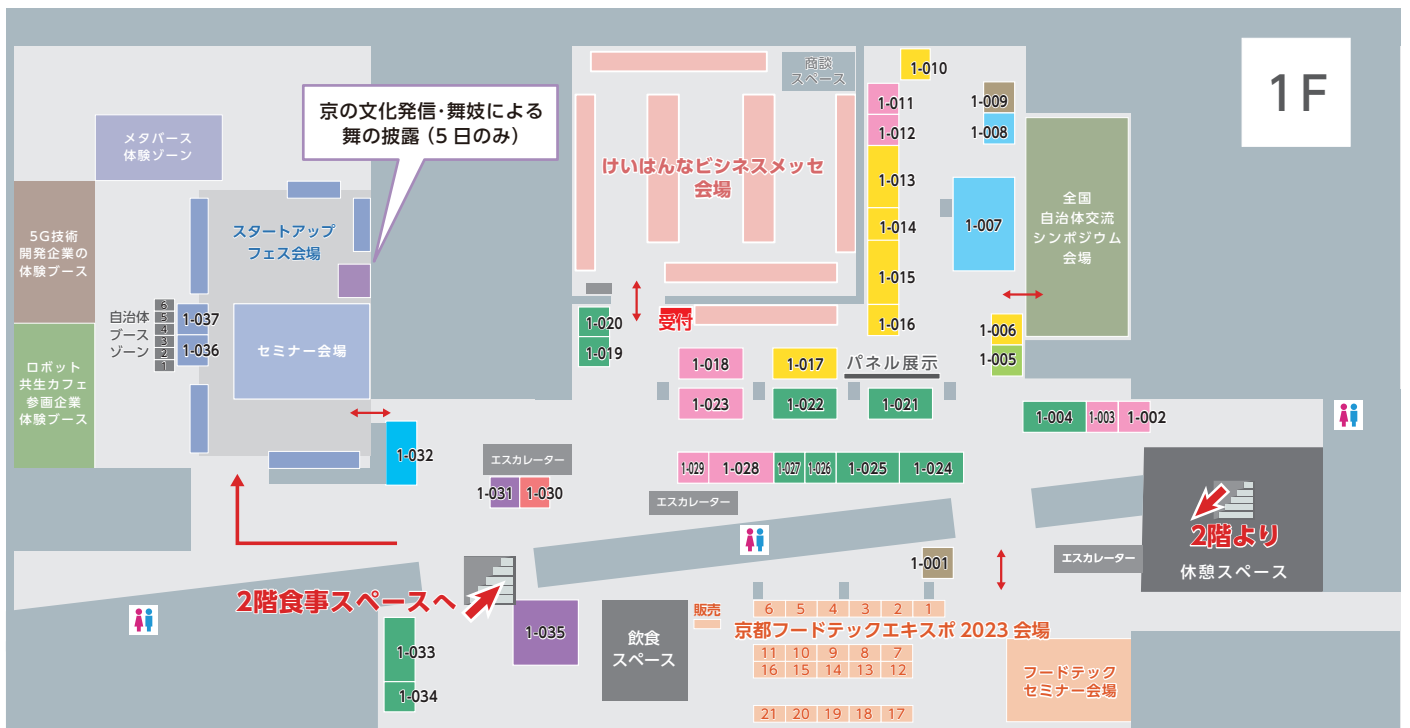 1F
商談
スペース
1-010
1-011
1-009
1-012
1-008
京の文化発信・舞妓による
舞の披露（5日のみ）
メタバース
体験ゾーン
けいはんなビジネスメッセ
会場
1-013
1-014
1-007
1-015
1-016
全国
自治体交流
シンポジウム
会場
5G技術
開発企業の
体験ブース
スタートアップ
フェス会場
自治体
ブース
ゾーン
6
5
4
3
2
1
1-037
1-036
セミナー会場
ロボット
共生カフェ
参画企業
体験ブース
1-020
1-019
受付
1-006
1-005
1-018
1-017
パネル展示
1-023
1-022
1-021
1-004
1-003
1-002
1-032
エスカレーター
1-031
1-030
1-029
1-028
1-027
1-026
1-025
1-024
エスカレーター
2階より
休憩スペース
エスカレーター
1-001
2階食事スペースへ
1-035
1-033
1-034
飲食
スペース
販売
6 5 4 3 2 1
京都フードテックエキスポ 2023 会場
11 10 9 8 7
16 15 14 13 12
21 20 19 18 17
フードテック
セミナー会場